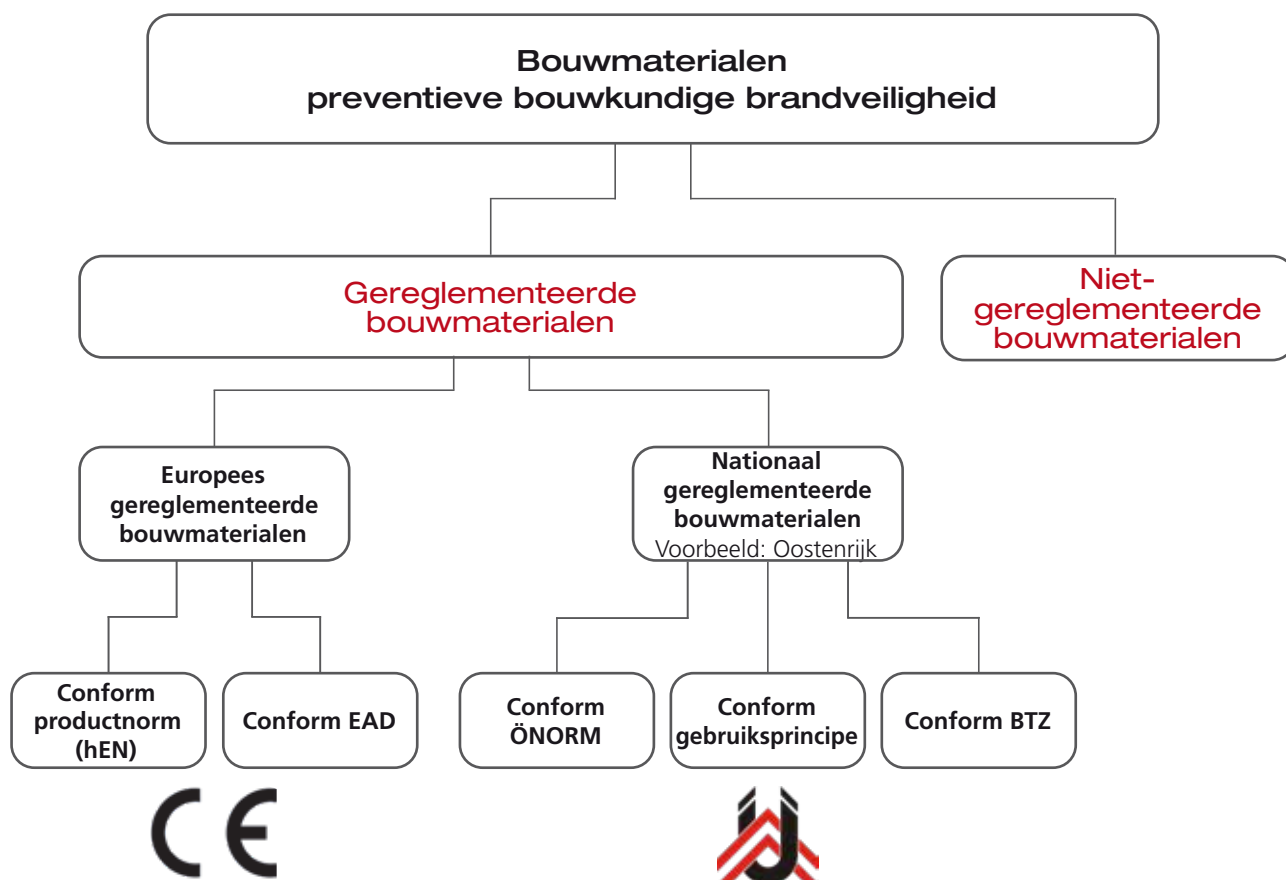 Bouwmaterialen
preventieve bouwkundige brandveiligheid
Gereglementeerde
bouwmaterialen
Niet-
gereglementeerde
bouwmaterialen
Europees
gereglementeerde
bouwmaterialen
Nationaal
gereglementeerde
bouwmaterialen
Voorbeeld: Oostenrijk
Conform
productnorm
(hEN)
Conform EAD
Conform
ÖNORM
Conform
gebruiksprincipe
Conform BTZ
CE
Ü